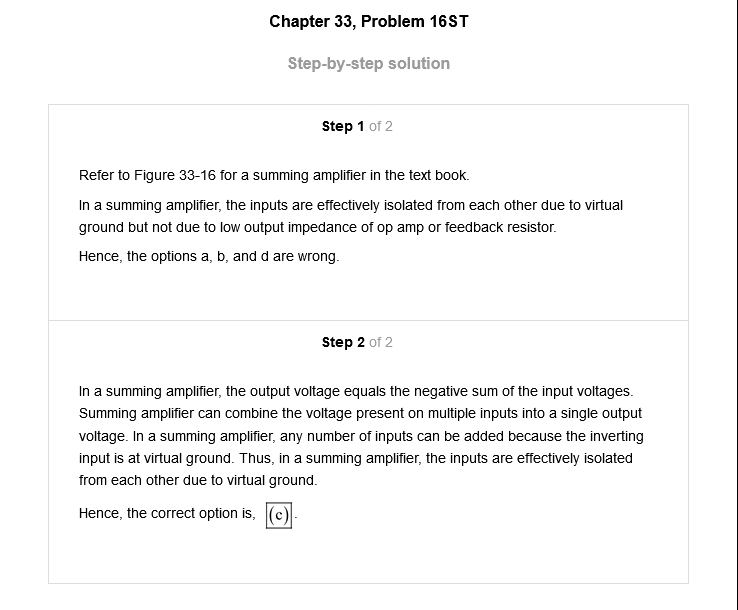 Chapter 33, Problem 16ST
Step-by-step solution
Step 1 of 2
Refer to Figure 33-16 for a summing amplifier in the text book.
In a summing amplifier, the inputs are effectively isolated from each other due to virtual
ground but not due to low output impedance of op amp or feedback resistor.
Hence, the options a, b, and d are wrong.
Step 2 of 2
In a summing amplifier, the output voltage equals the negative sum of the input voltages.
Summing amplifier can combine the voltage present on multiple inputs into a single output
voltage. In a summing amplifier, any number of inputs can be added because the inverting
input is at virtual ground. Thus, in a summing amplifier, the inputs are effectively isolated
from each other due to virtual ground.
Hence, the correct option is, (c).